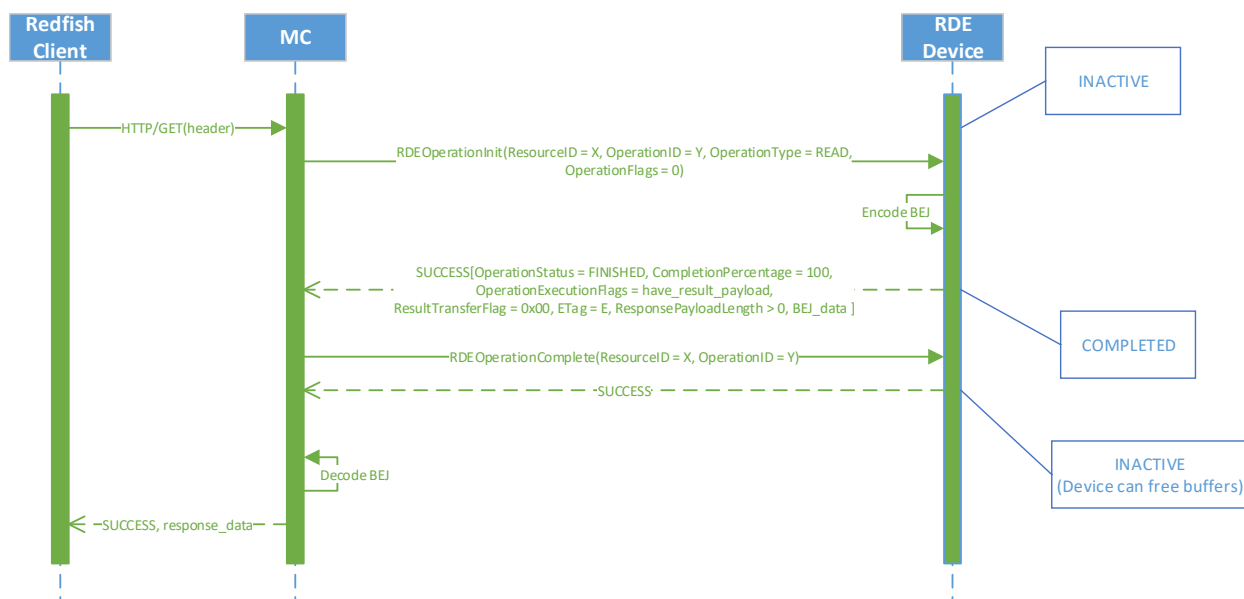 Redfish
Client
MC
RDE
Device
INACTIVE
HTTP/GET(header)
RDEOperationInit(ResourceID = X, OperationID = Y, OperationType = READ,
OperationFlags = 0)
Encode BEJ
SUCCESS[OperationStatus = FINISHED, CompletionPercentage = 100,
OperationExecutionFlags = have_result_payload,
ResultTransferFlag = 0x00, ETag = E, ResponsePayloadLength > 0, BEJ_data ]
COMPLETED
RDEOperationComplete(ResourceID = X, OperationID = Y)
SUCCESS
Decode BEJ
INACTIVE
(Device can free buffers)
SUCCESS, response_data